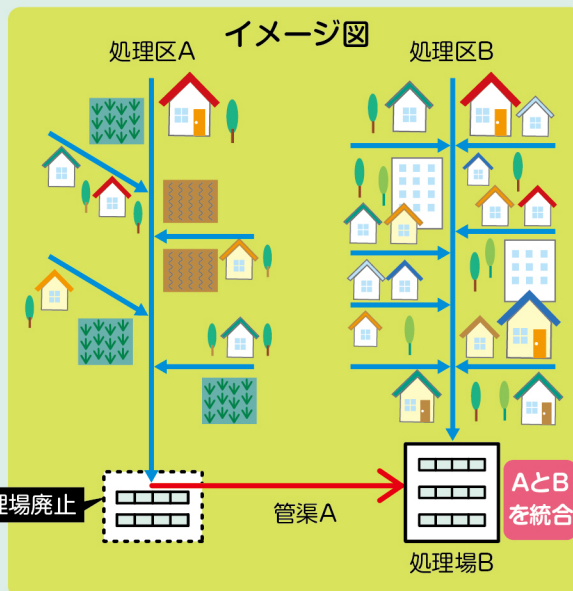 イメージ図
処理区A
処理区B
理場廃止
管渠A
AとB
を統合
処理場B